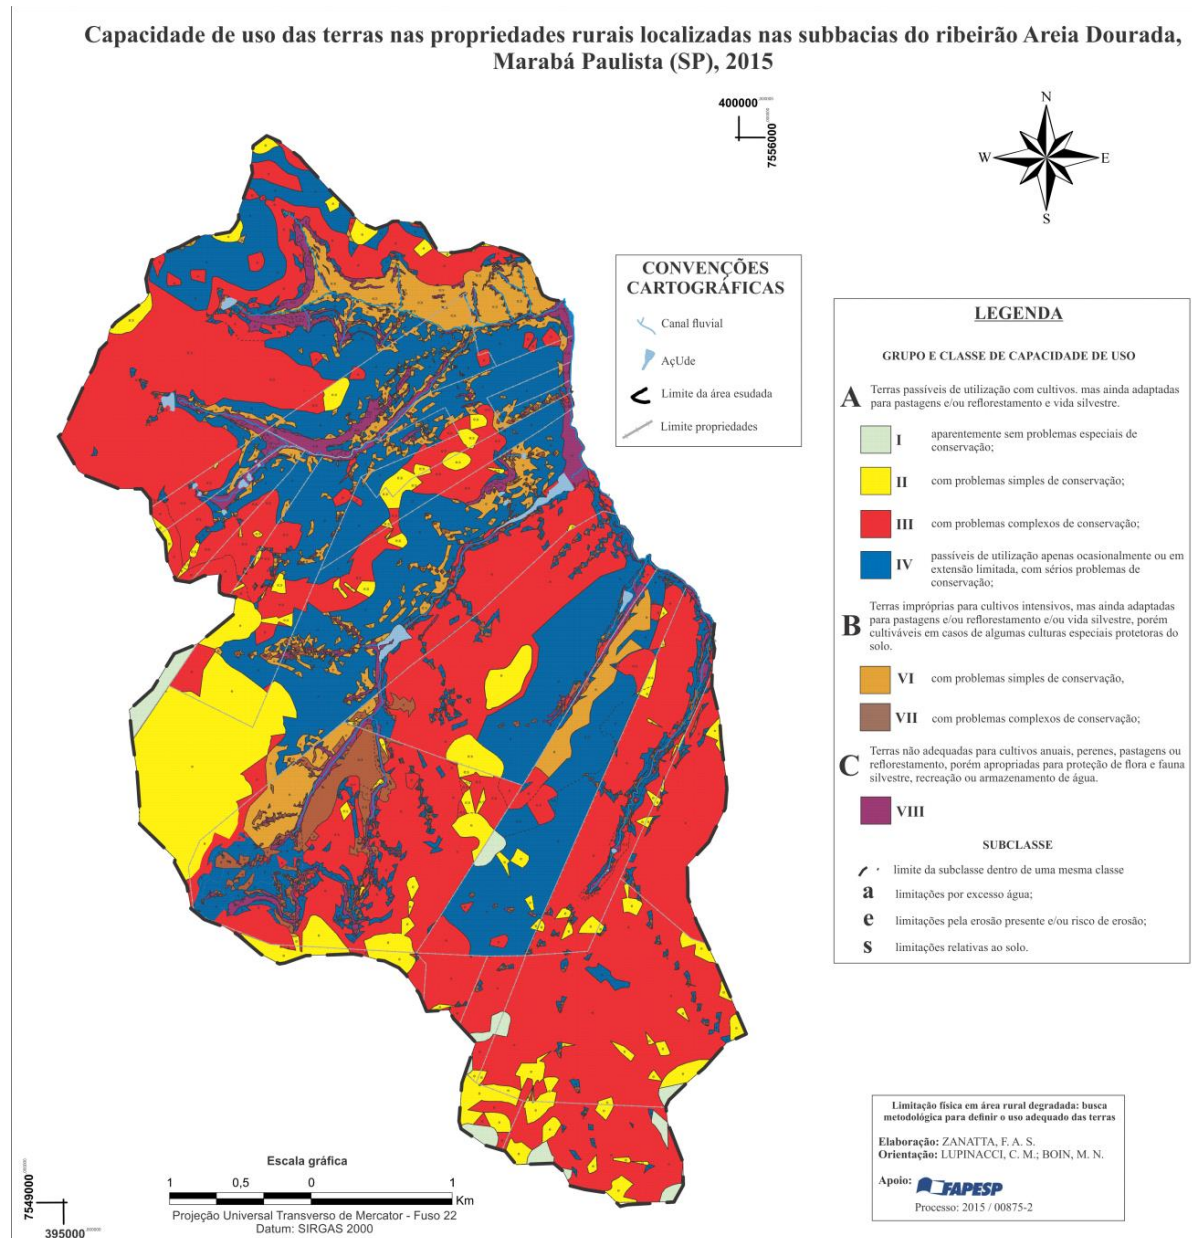 Capacidade de uso das terras nas propriedades rurais localizadas nas subbacias do ribeirão Areia Dourada,
Marabá Paulista (SP), 2015
400000
7556000
N
W
E
S
CONVENÇÕES
CARTOGRÁFICAS
Canal fluvial
AçUde
Limite da área esudada
Limite propriedades
LEGENDA
GRUPO E CLASSE DE CAPACIDADE DE USO
A
Terras passíveis de utilização com cultivos. mas ainda adaptadas
para pastagens e/ou reflorestamento e vida silvestre.
I
aparentemente sem problemas especiais de
conservação;
II com problemas simples de conservação;
III com problemas complexos de conservação;
IV
passíveis de utilização apenas ocasionalmente ou em
extensão limitada, com sérios problemas de
conservação;
B
Terras impróprias para cultivos intensivos, mas ainda adaptadas
para pastagens e/ou reflorestamento e/ou vida silvestre, porém
cultiváveis em casos de algumas culturas especiais protetoras do
solo.
VI com problemas simples de conservação,
VII com problemas complexos de conservação;
C
Terras não adequadas para cultivos anuais, perenes, pastagens ou
reflorestamento, porém apropriadas para proteção de flora e fauna
silvestre, recreação ou armazenamento de água.
VIII
SUBCLASSE
limite da subclasse dentro de uma mesma classe
a limitações por excesso água;
e limitações pela erosão presente e/ou risco de erosão;
s limitações relativas ao solo.
Limitação física em área rural degradada: busca
metodológica para definir o uso adequado das terras
Elaboração: ZANATTA, F. A. S.
Orientação: LUPINACCI, C. M.; BOIN, M. N.
Apoio: FAPESP
Processo: 2015 / 00875-2
Escala gráfica
1 0,5 0 1
Km
Projeção Universal Transverso de Mercator - Fuso 22
Datum: SIRGAS 2000
7549000
395000